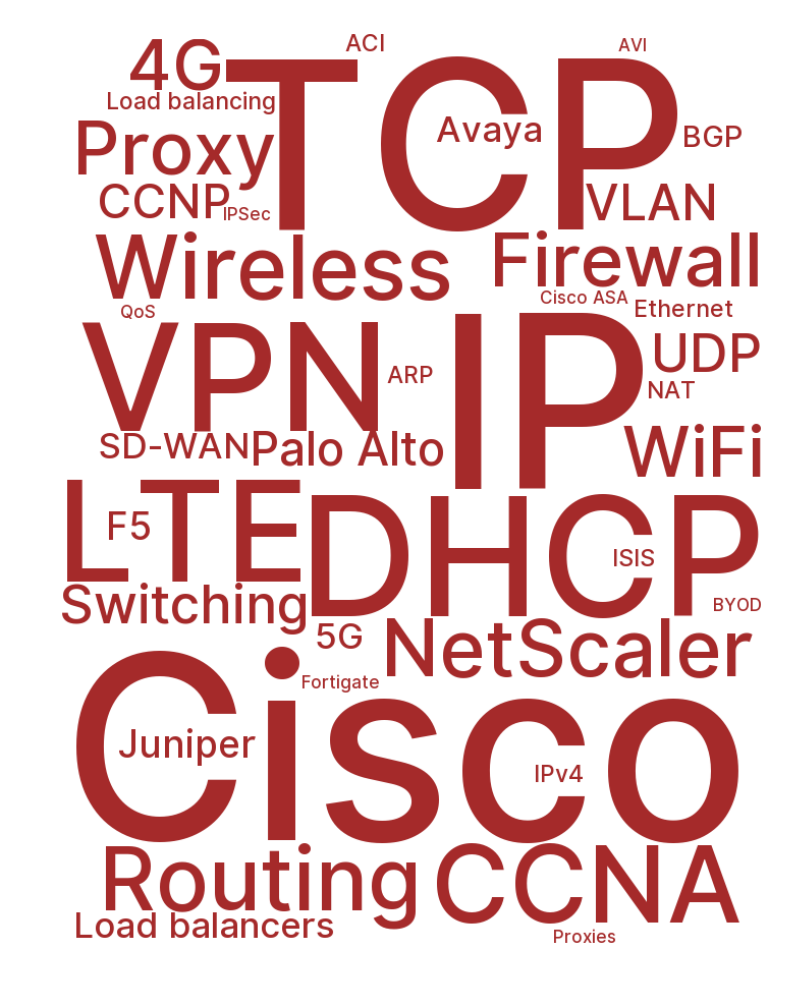 ACI
AVI
4G
TCP
Load balancing
Avaya
Proxy
BGP
CCNP
IPSec
VLAN
Wireless
Firewall
Cisco ASA
Ethernet
QoS
VPN
IP
UDP
ARP
NAT
SD-WAN
Palo Alto
WiFi
LTE
F5
DHCP
ISIS
Switching
BYOD
5G
NetScaler
Fortigate
Cisco
Juniper
IPv4
Routing
CCNA
Load balancers
Proxies